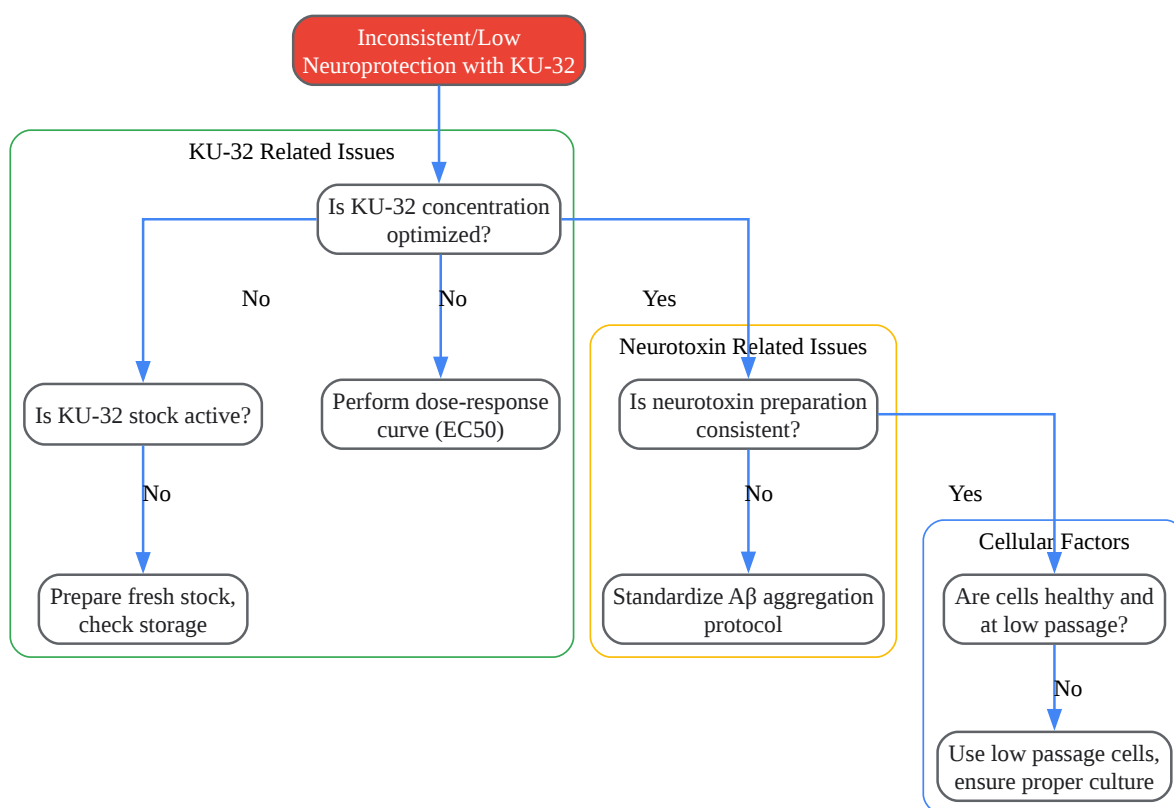 Inconsistent/Low
Neuroprotection with KU-32
KU-32 Related Issues
Is KU-32 concentration
optimized?
No
No
Yes
Neurotoxin Related Issues
Is KU-32 stock active?
Perform dose-response
curve (EC50)
Is neurotoxin preparation
consistent?
No
No
Yes
Cellular Factors
Prepare fresh stock,
check storage
Standardize Aβ aggregation
protocol
Are cells healthy and
at low passage?
No
Use low passage cells,
ensure proper culture